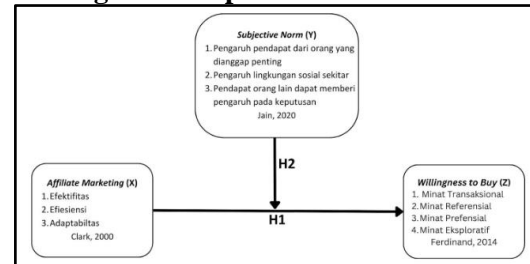 Subjective Norm (Y)
1. Pengaruh pendapat dari orang yang
dianggap penting
2. Pengaruh lingkungan sosial sekitar
3. Pendapat orang lain dapat memberi
pengaruh pada keputusan
Jain, 2020
H2
Affiliate Marketing (X)
1. Efektifitas
2. Efiesiensi
3. Adaptabiltas
Clark, 2000
H1
Willingness to Buy (Z)
1. Minat Transaksional
2. Minat Referensial
3. Minat Prefensial
4. Minat Eksploratif
Ferdinand, 2014